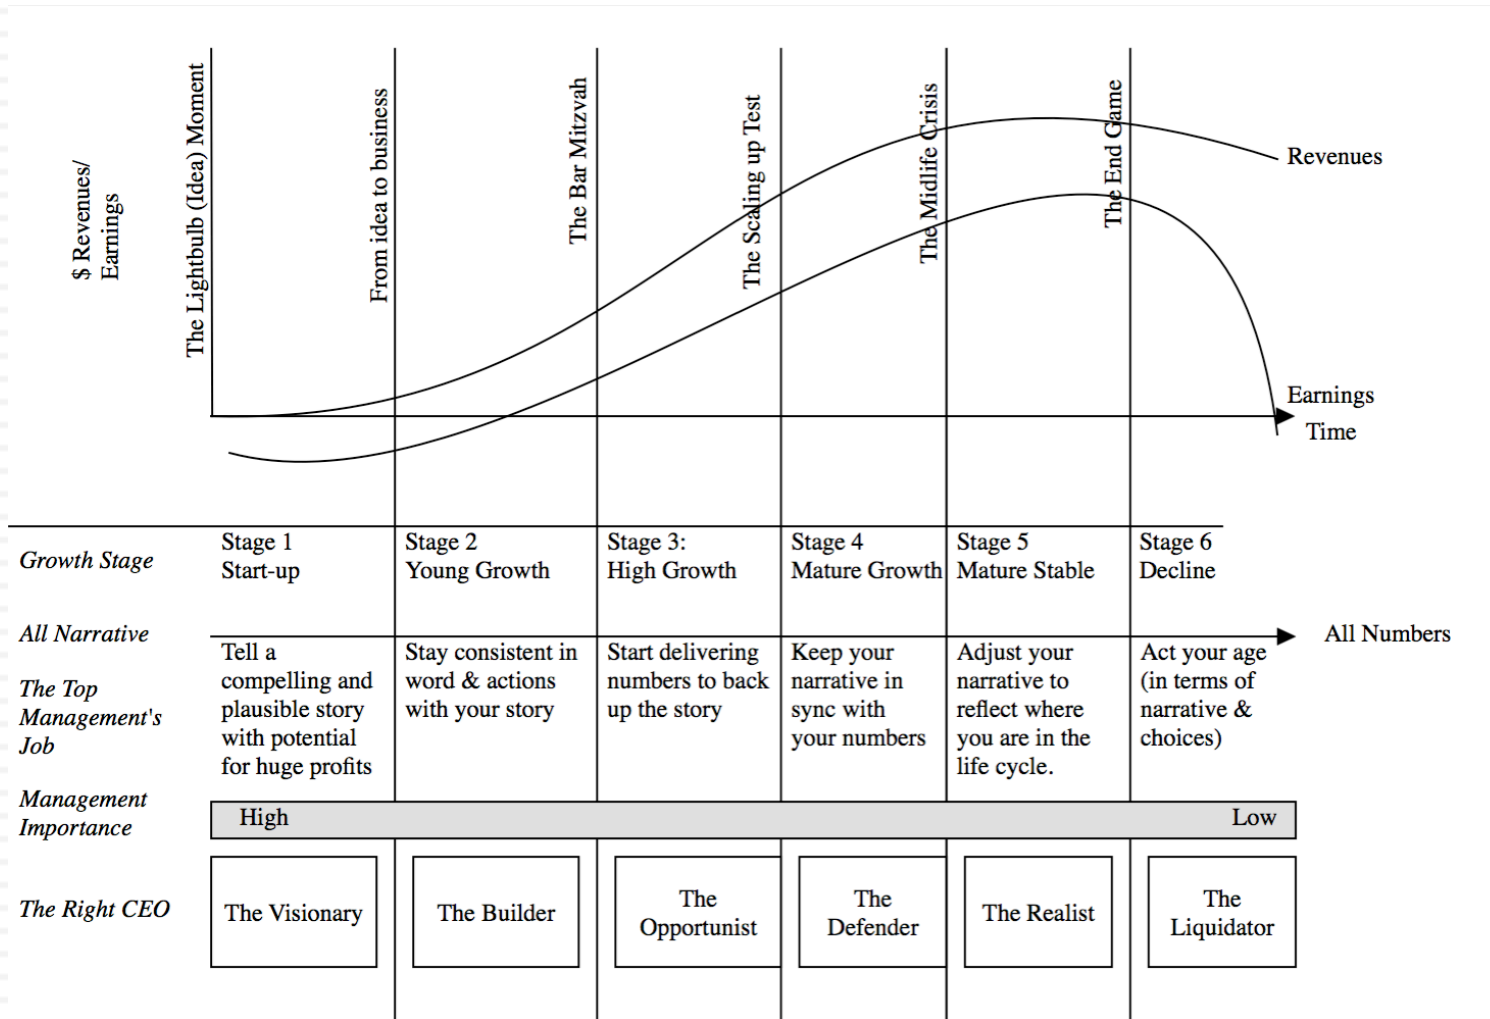 $ Revenues/
Earnings
The Lightbulb (Idea) Moment
From idea to business
The Bar Mitzvah
The Scaling up Test
The Midlife Crisis
The End Game
Revenues
Earnings
Time
Growth Stage
Stage 1
Start-up
Stage 2
Young Growth
Stage 3:
High Growth
Stage 4
Mature Growth
Stage 5
Mature Stable
Stage 6
Decline
All Narrative
All Numbers
The Top
Management's
Job
Tell a
compelling and
plausible story
with potential
for huge profits
Stay consistent in
word & actions
with your story
Start delivering
numbers to back
up the story
Keep your
narrative in
sync with
your numbers
Adjust your
narrative to
reflect where
you are in the
life cycle.
Act your age
(in terms of
narrative &
choices)
Management
Importance
High
Low
The Right CEO
The Visionary
The Builder
The
Opportunist
The
Defender
The Realist
The
Liquidator